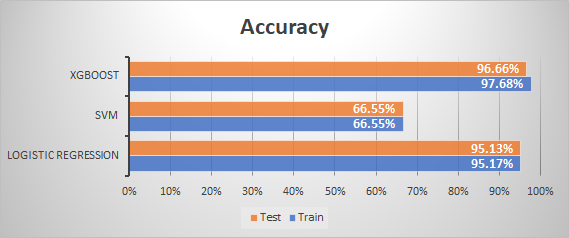 Accuracy
XGBOOST
96.66%
97.68%
SVM
66.55%
66.55%
LOGISTIC REGRESSION
95.13%
95.17%
0% 10% 20% 30% 40% 50% 60% 70% 80% 90% 100%
Test Train